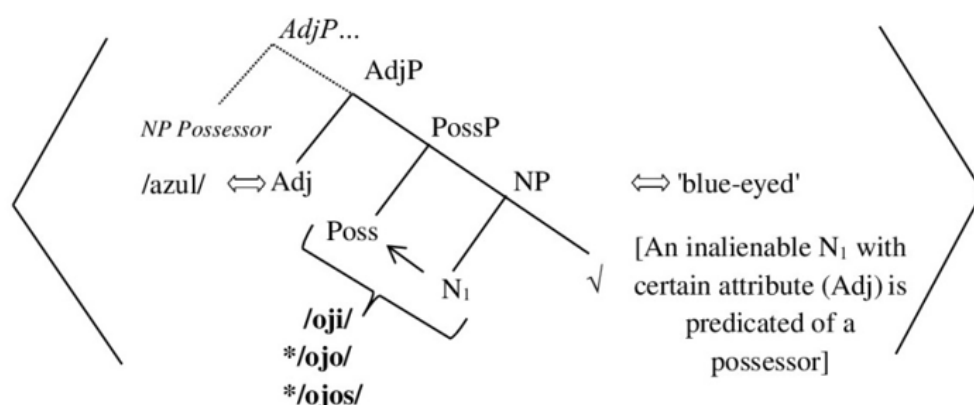 AdjP...
AdjP
NP Possessor
PossP
/azul/ ⇔ Adj
NP
⇔ 'blue-eyed'
Poss
N₁
√
[An inalienable N₁ with
certain attribute (Adj) is
predicated of a
possessor]
/oji/
*/ojo/
*/ojos/